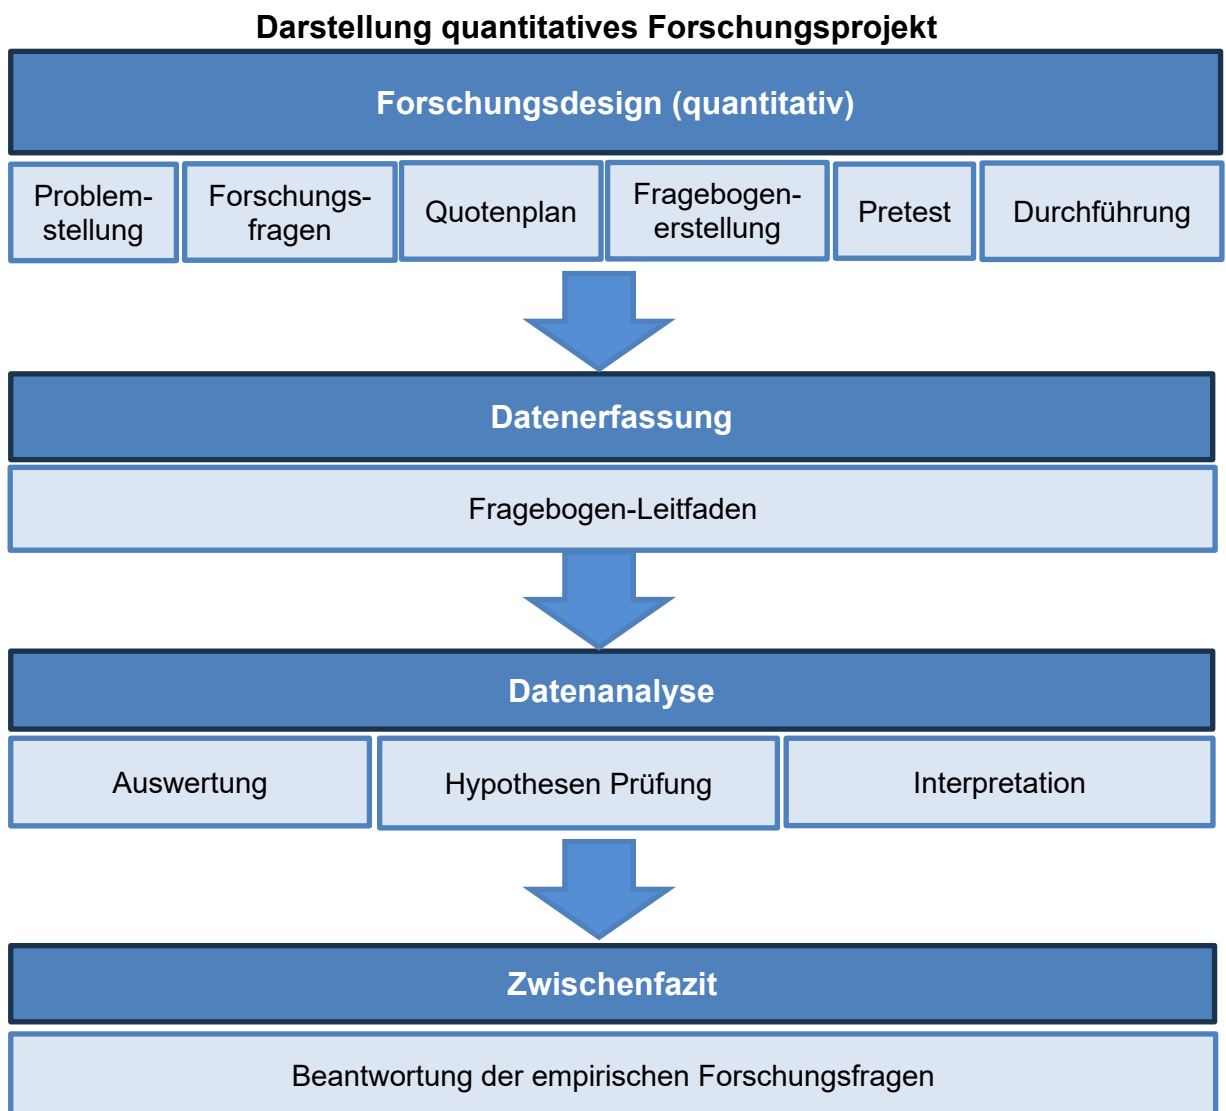 Darstellung quantitatives Forschungsprojekt
Forschungsdesign (quantitativ)
Problem-
stellung
Forschungs-
fragen
Quotenplan
Fragebogen-
erstellung
Pretest
Durchführung
Datenerfassung
Fragebogen-Leitfaden
Datenanalyse
Auswertung
Hypothesen Prüfung
Interpretation
Zwischenfazit
Beantwortung der empirischen Forschungsfragen